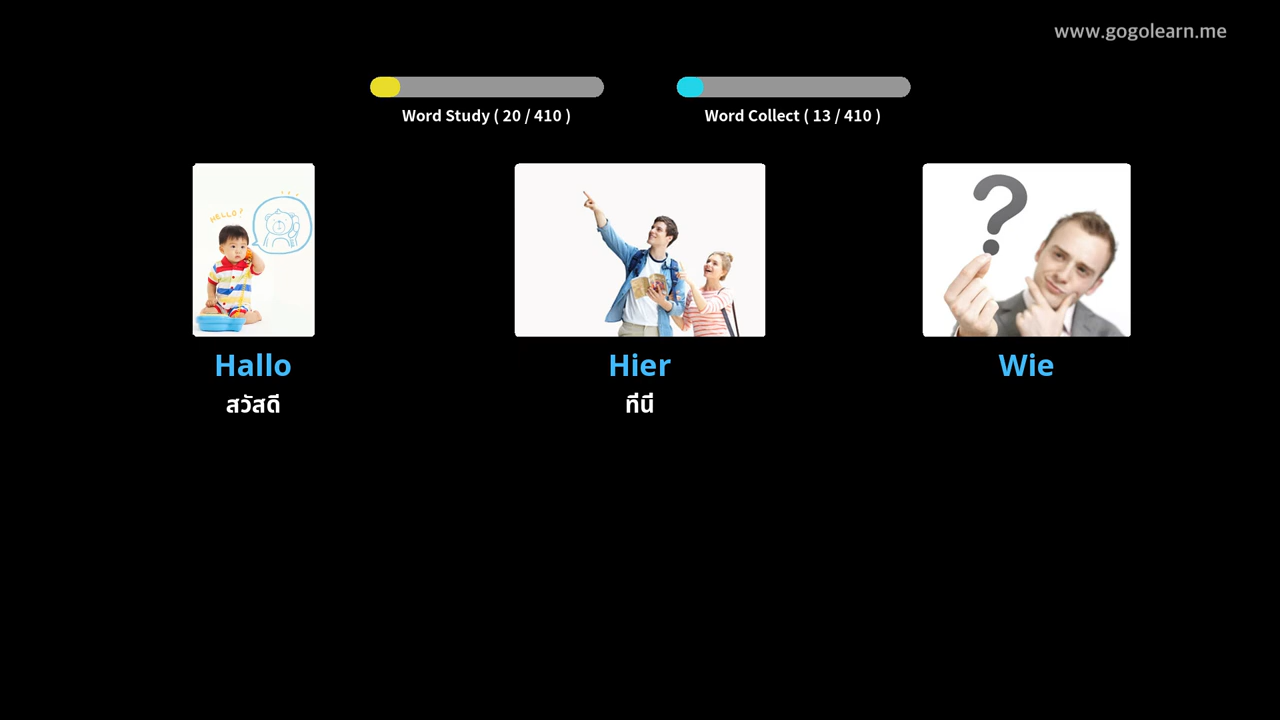 www.gogolearn.me
Word Study ( 20 / 410 )
Word Collect ( 13 / 410 )
HELLO?
Hallo
Hier
Wie
สวัสดี
ที่นี่